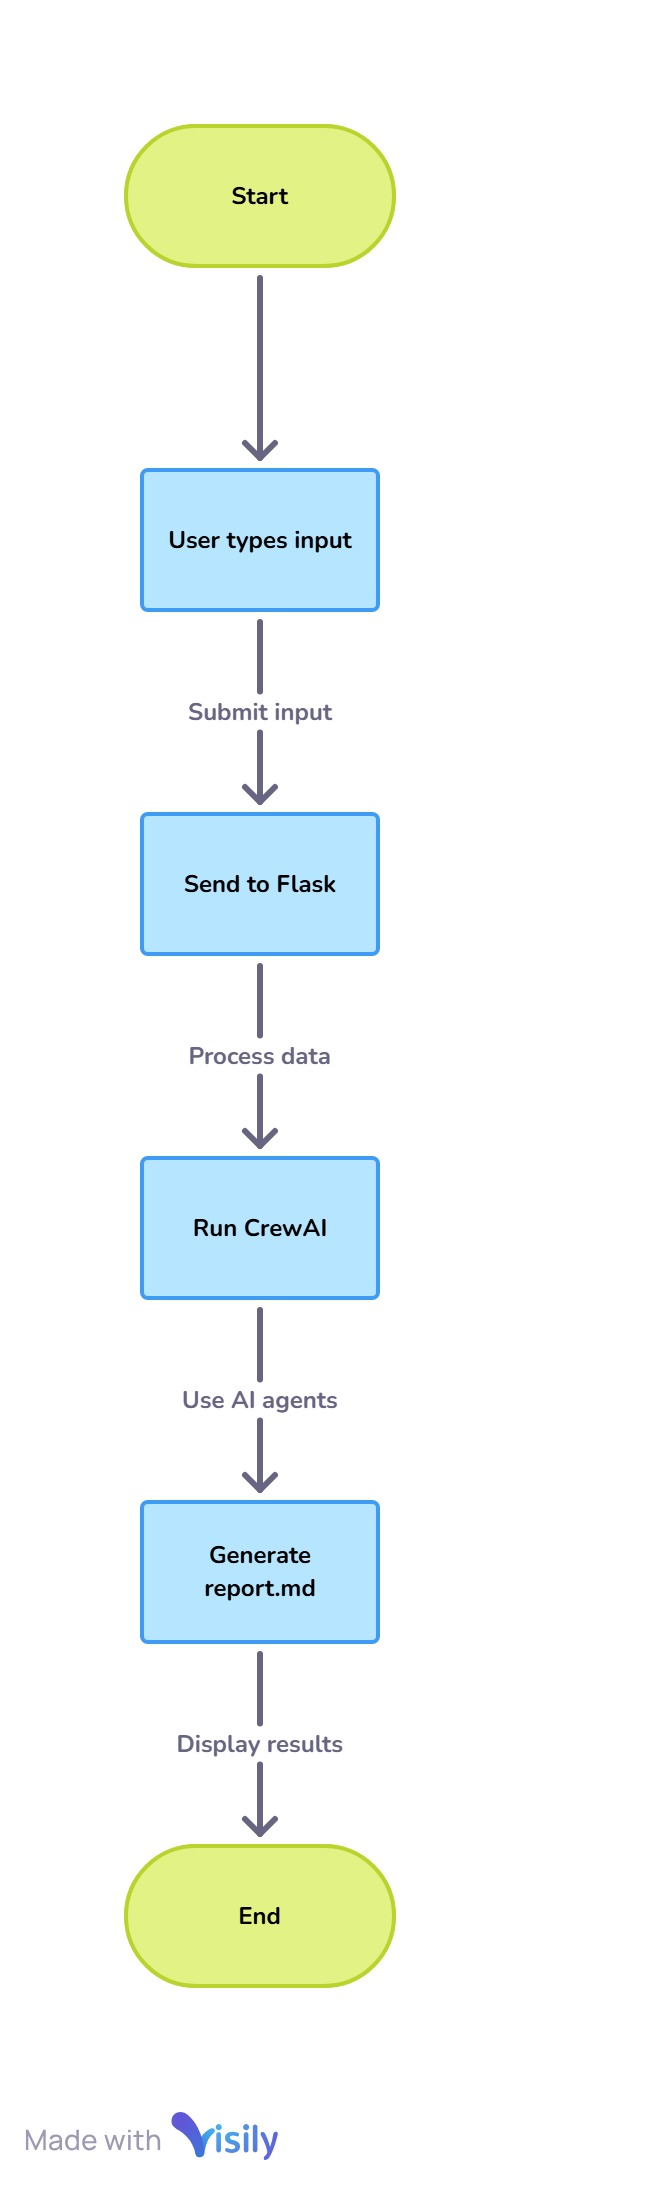 Start
User types input
Submit input
Send to Flask
Process data
Run CrewAI
Use AI agents
Generate
report.md
Display results
End
Made with Visily